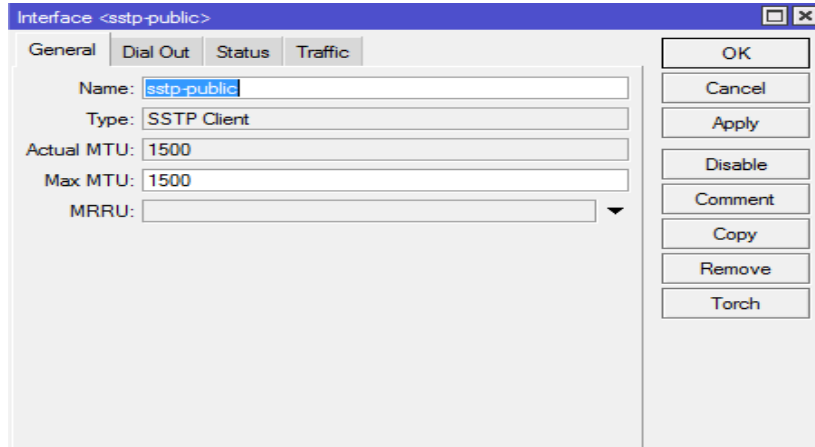 Interface <sstp-public>
General Dial Out Status Traffic
Name: sstp-public
Type: SSTP Client
Actual MTU: 1500
Max MTU: 1500
MRRU:
OK
Cancel
Apply
Disable
Comment
Copy
Remove
Torch